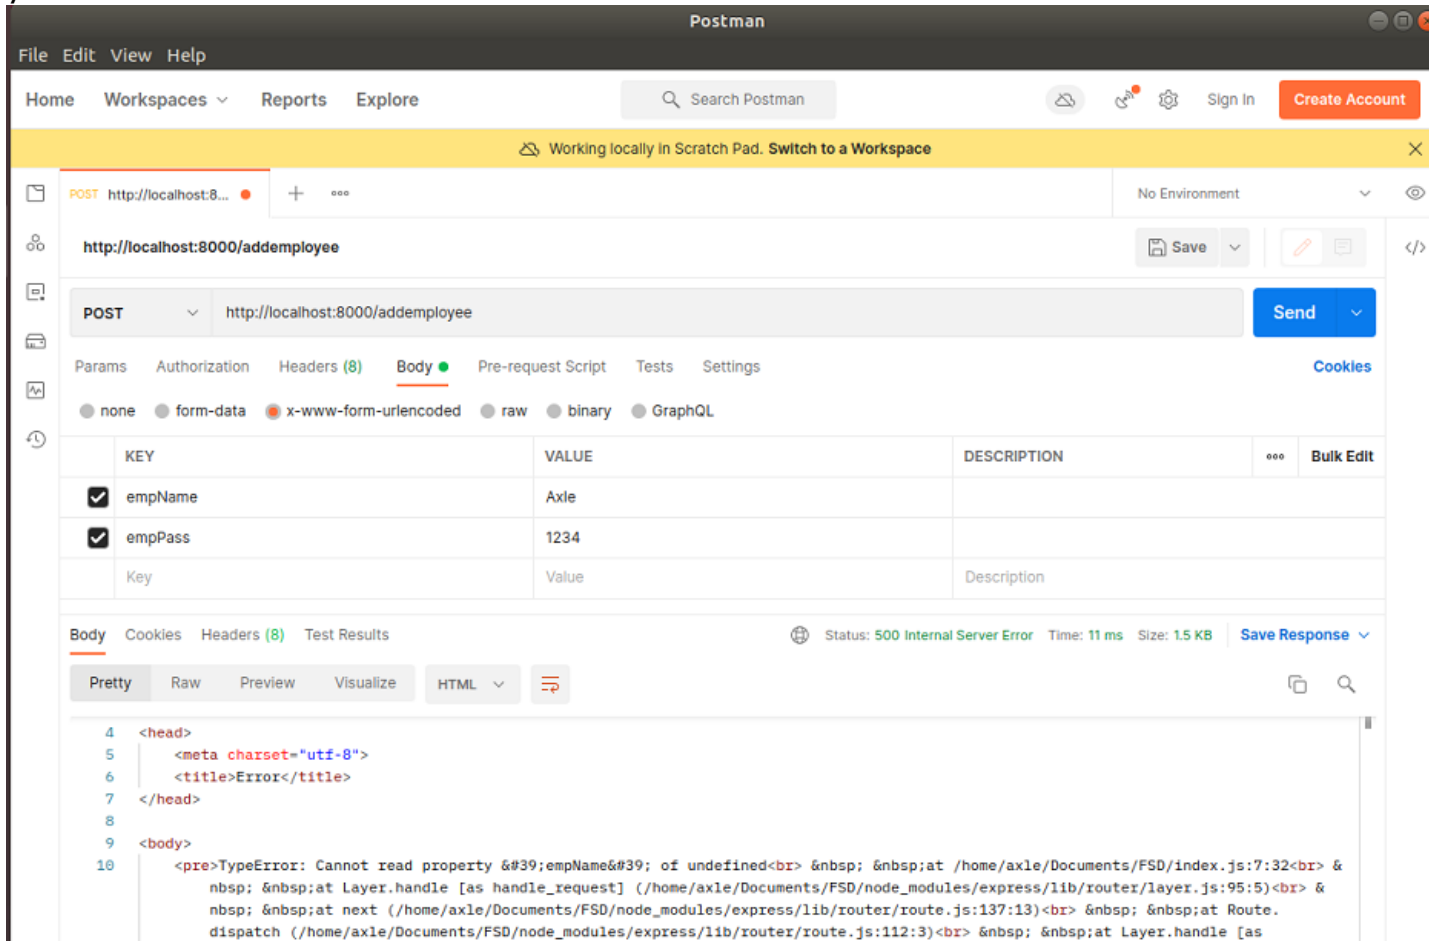 Postman
File Edit View Help
Home Workspaces Reports Explore Search Postman Sign In Create Account
Working locally in Scratch Pad. Switch to a Workspace
POST http://localhost:8... No Environment
http://localhost:8000/addemployee Save </>
POST http://localhost:8000/addemployee Send
Params Authorization Headers (8) Body Pre-request Script Tests Settings Cookies
none form-data x-www-form-urlencoded raw binary GraphQL
KEY VALUE DESCRIPTION Bulk Edit
empName Axle
empPass 1234
Key Value Description
Body Cookies Headers (8) Test Results Status: 500 Internal Server Error Time: 11 ms Size: 1.5 KB Save Response
Pretty Raw Preview Visualize HTML
4 <head>
5 <meta charset="utf-8">
6 <title>Error</title>
7 </head>
8
9 <body>
10 <pre>TypeError: Cannot read property &#39;empName&#39; of undefined<br> &nbsp; &nbsp;at /home/axle/Documents/FSD/index.js:7:32<br> &
nbsp; &nbsp;at Layer.handle [as handle_request] (/home/axle/Documents/FSD/node_modules/express/lib/router/layer.js:95:5)<br> &
nbsp; &nbsp;at next (/home/axle/Documents/FSD/node_modules/express/lib/router/route.js:137:13)<br> &nbsp; &nbsp;at Route.
dispatch (/home/axle/Documents/FSD/node_modules/express/lib/router/route.js:112:3)<br> &nbsp; &nbsp;at Layer.handle [as